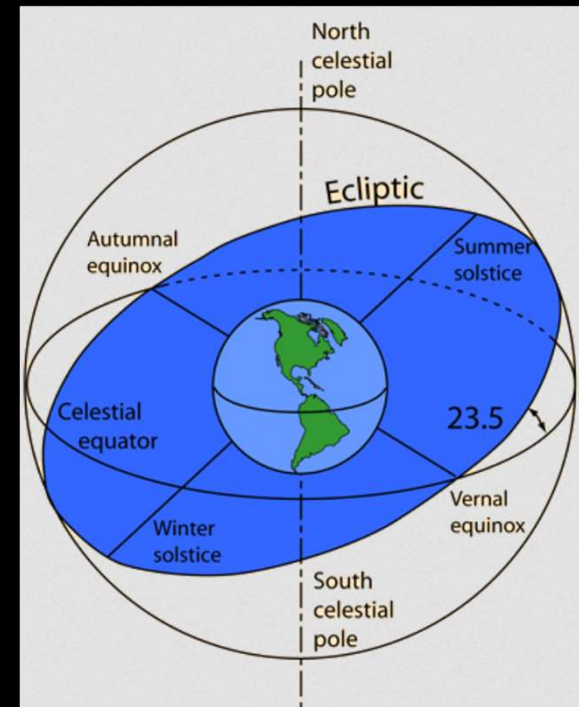 North
celestial
pole
Ecliptic
Autumnal
equinox
Summer
solstice
Celestial
equator
23.5
Vernal
equinox
Winter
solstice
South
celestial
pole